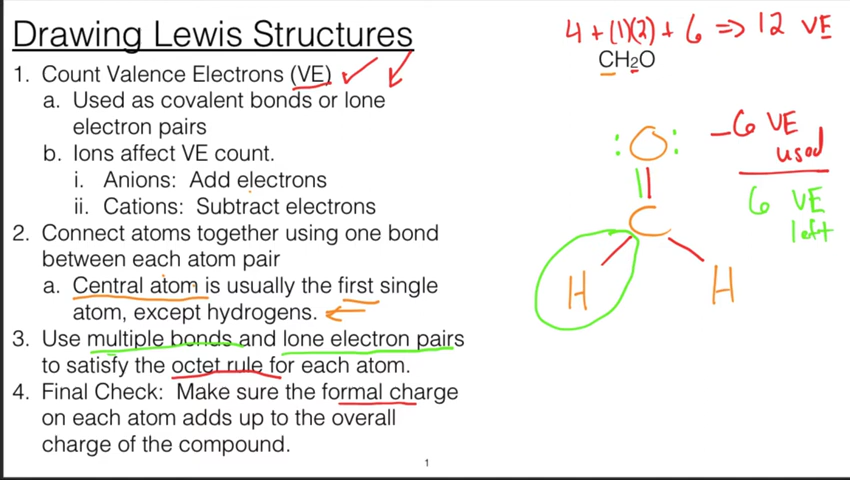 Drawing Lewis Structures
1. Count Valence Electrons (VE)
a. Used as covalent bonds or lone
electron pairs
b. Ions affect VE count.
i. Anions: Add electrons
ii. Cations: Subtract electrons
2. Connect atoms together using one bond
between each atom pair
a. Central atom is usually the first single
atom, except hydrogens.
3. Use multiple bonds and lone electron pairs
to satisfy the octet rule for each atom.
4. Final Check: Make sure the formal charge
on each atom adds up to the overall
charge of the compound.
4 + (1)(2) + 6 => 12 VE
CH2O
:O:
C
H H
-6 VE
used
6 VE
left
1